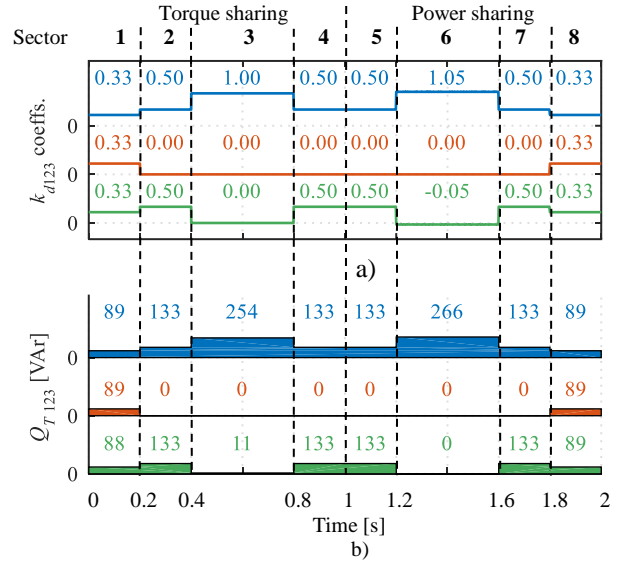 Torque sharing Power sharing
Sector 1 2 3 4 5 6 7 8
0.33 0.50 1.00 0.50 0.50 1.05 0.50 0.33
0
0.33 0.00 0.00 0.00 0.00 0.00 0.00 0.33
0
0.33 0.50 0.00 0.50 0.50 -0.05 0.50 0.33
0
k_{d123} coeffs.
a)
89 133 254 133 133 266 133 89
0
89 0 0 0 0 0 0 89
0
88 133 11 133 133 0 133 89
0
Q_{T 123} [VAr]
0 0.2 0.4 0.8 1 1.2 1.6 1.8 2
Time [s]
b)